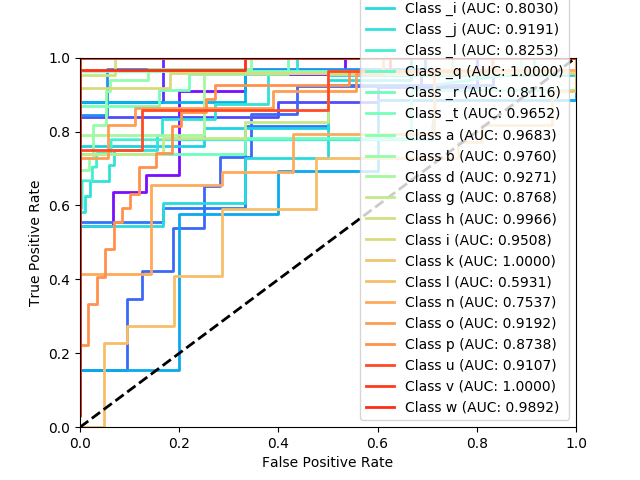 Class _i (AUC: 0.8030)
Class _j (AUC: 0.9191)
Class _l (AUC: 0.8253)
Class _q (AUC: 1.0000)
Class _r (AUC: 0.8116)
Class _t (AUC: 0.9652)
Class a (AUC: 0.9683)
Class b (AUC: 0.9760)
Class d (AUC: 0.9271)
Class g (AUC: 0.8768)
Class h (AUC: 0.9966)
Class i (AUC: 0.9508)
Class k (AUC: 1.0000)
Class l (AUC: 0.5931)
Class n (AUC: 0.7537)
Class o (AUC: 0.9192)
Class p (AUC: 0.8738)
Class u (AUC: 0.9107)
Class v (AUC: 1.0000)
Class w (AUC: 0.9892)
True Positive Rate
1.0
0.8
0.6
0.4
0.2
0.0
0.0 0.2 0.4 0.6 0.8 1.0
False Positive Rate